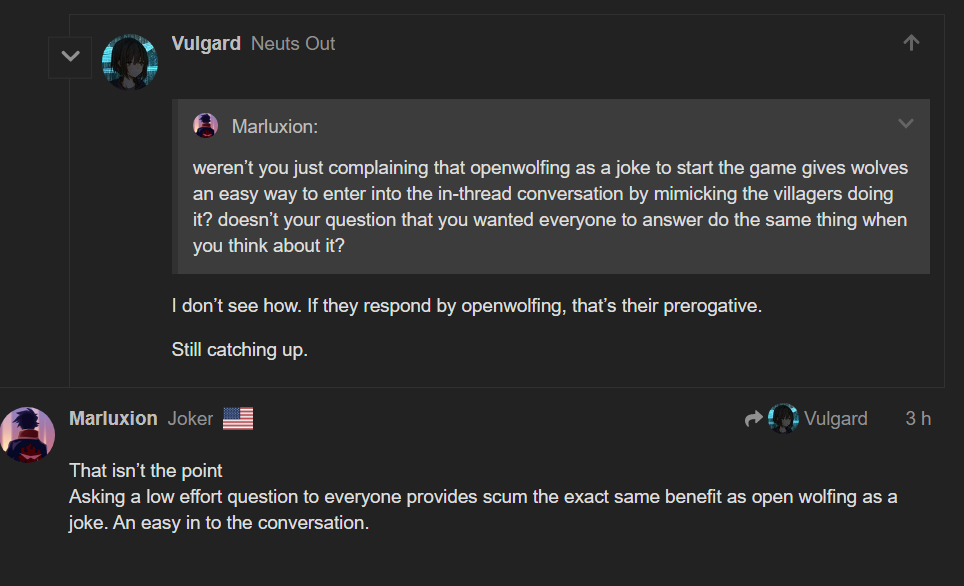 Vulgard Neuts Out
Marluxion:
weren’t you just complaining that openwolfing as a joke to start the game gives wolves
an easy way to enter into the in-thread conversation by mimicking the villagers doing
it? doesn’t your question that you wanted everyone to answer do the same thing when
you think about it?
I don’t see how. If they respond by openwolfing, that’s their prerogative.
Still catching up.
Marluxion Joker
Vulgard 3 h
That isn’t the point
Asking a low effort question to everyone provides scum the exact same benefit as open wolfing as a
joke. An easy in to the conversation.